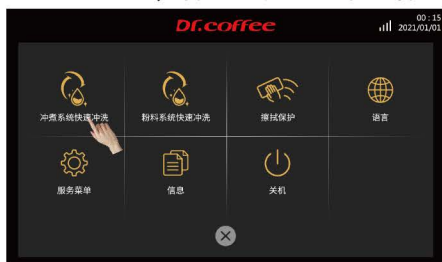 Dr.coffee
00 : 15
2021/01/01
冲煮系统快速冲洗
粉料系统快速冲洗
擦拭保护
语言
服务菜单
信息
关机